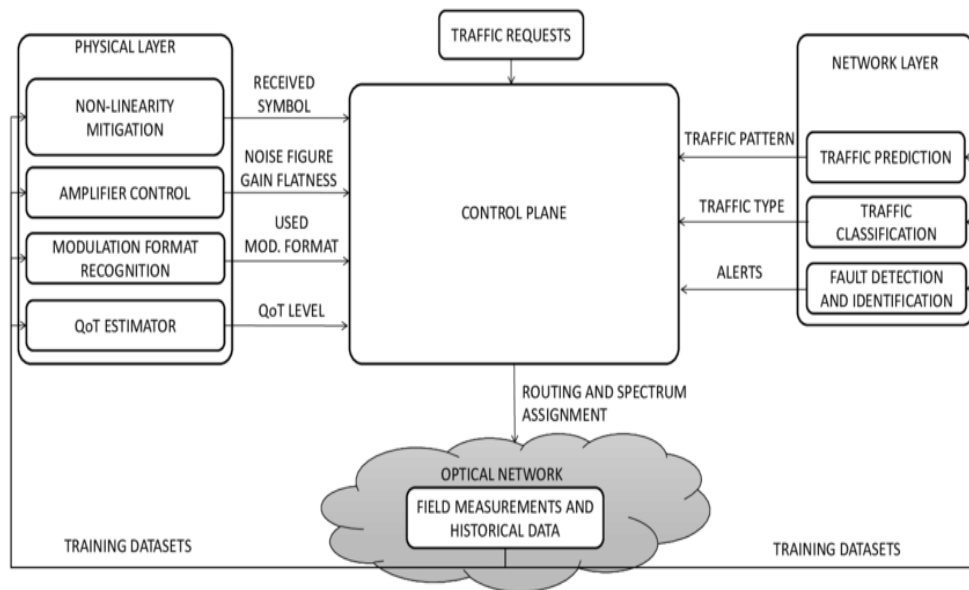 PHYSICAL LAYER
NON-LINEARITY
MITIGATION
AMPLIFIER CONTROL
MODULATION FORMAT
RECOGNITION
QoT ESTIMATOR
RECEIVED
SYMBOL
NOISE FIGURE
GAIN FLATNESS
USED
MOD. FORMAT
QoT LEVEL
TRAFFIC REQUESTS
CONTROL PLANE
TRAFFIC PATTERN
TRAFFIC TYPE
ALERTS
NETWORK LAYER
TRAFFIC PREDICTION
TRAFFIC
CLASSIFICATION
FAULT DETECTION
AND IDENTIFICATION
ROUTING AND SPECTRUM
ASSIGNMENT
OPTICAL NETWORK
FIELD MEASUREMENTS AND
HISTORICAL DATA
TRAINING DATASETS
TRAINING DATASETS